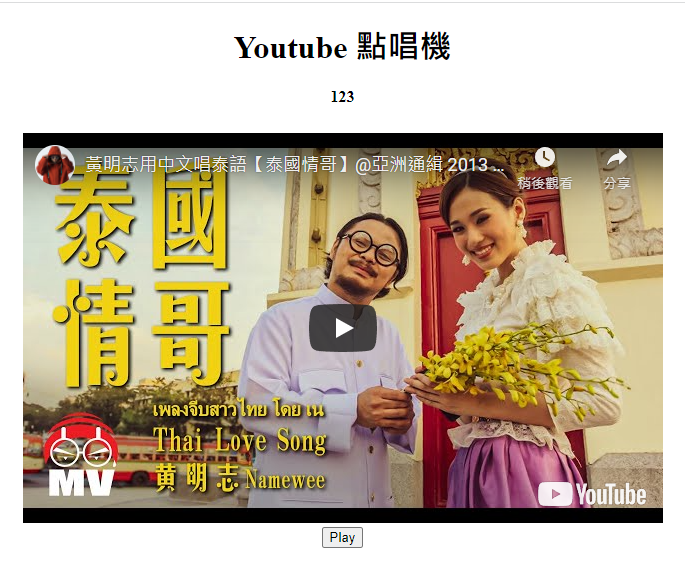 Youtube 點唱機
123
黃明志用中文唱泰語【泰國情哥】@亞洲通緝 2013 ...
稍後觀看
分享
泰國
情哥
เพลงจีบสาวไทย โดย เน
Thai Love Song
黄明志 Namewee
MV
YouTube
Play